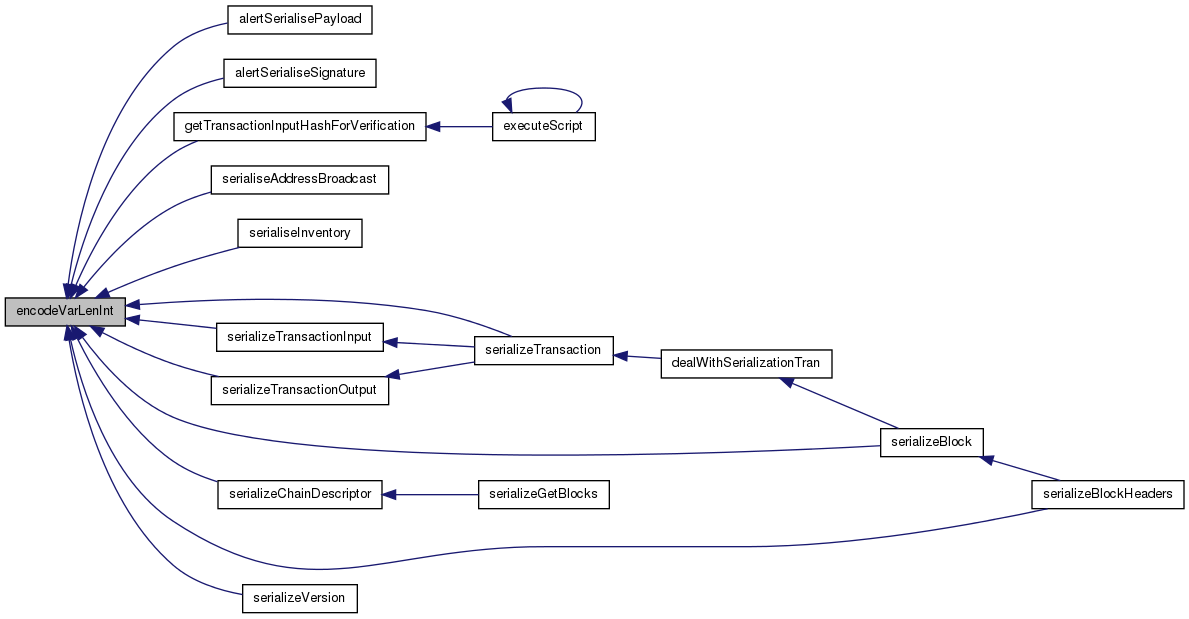 alertSerialisePayload
alertSerialiseSignature
getTransactionInputHashForVerification
executeScript
serialiseAddressBroadcast
serialiseInventory
encodeVarLenInt
serializeTransactionInput
serializeTransaction
dealWithSerializationTran
serializeTransactionOutput
serializeBlock
serializeChainDescriptor
serializeGetBlocks
serializeBlockHeaders
serializeVersion